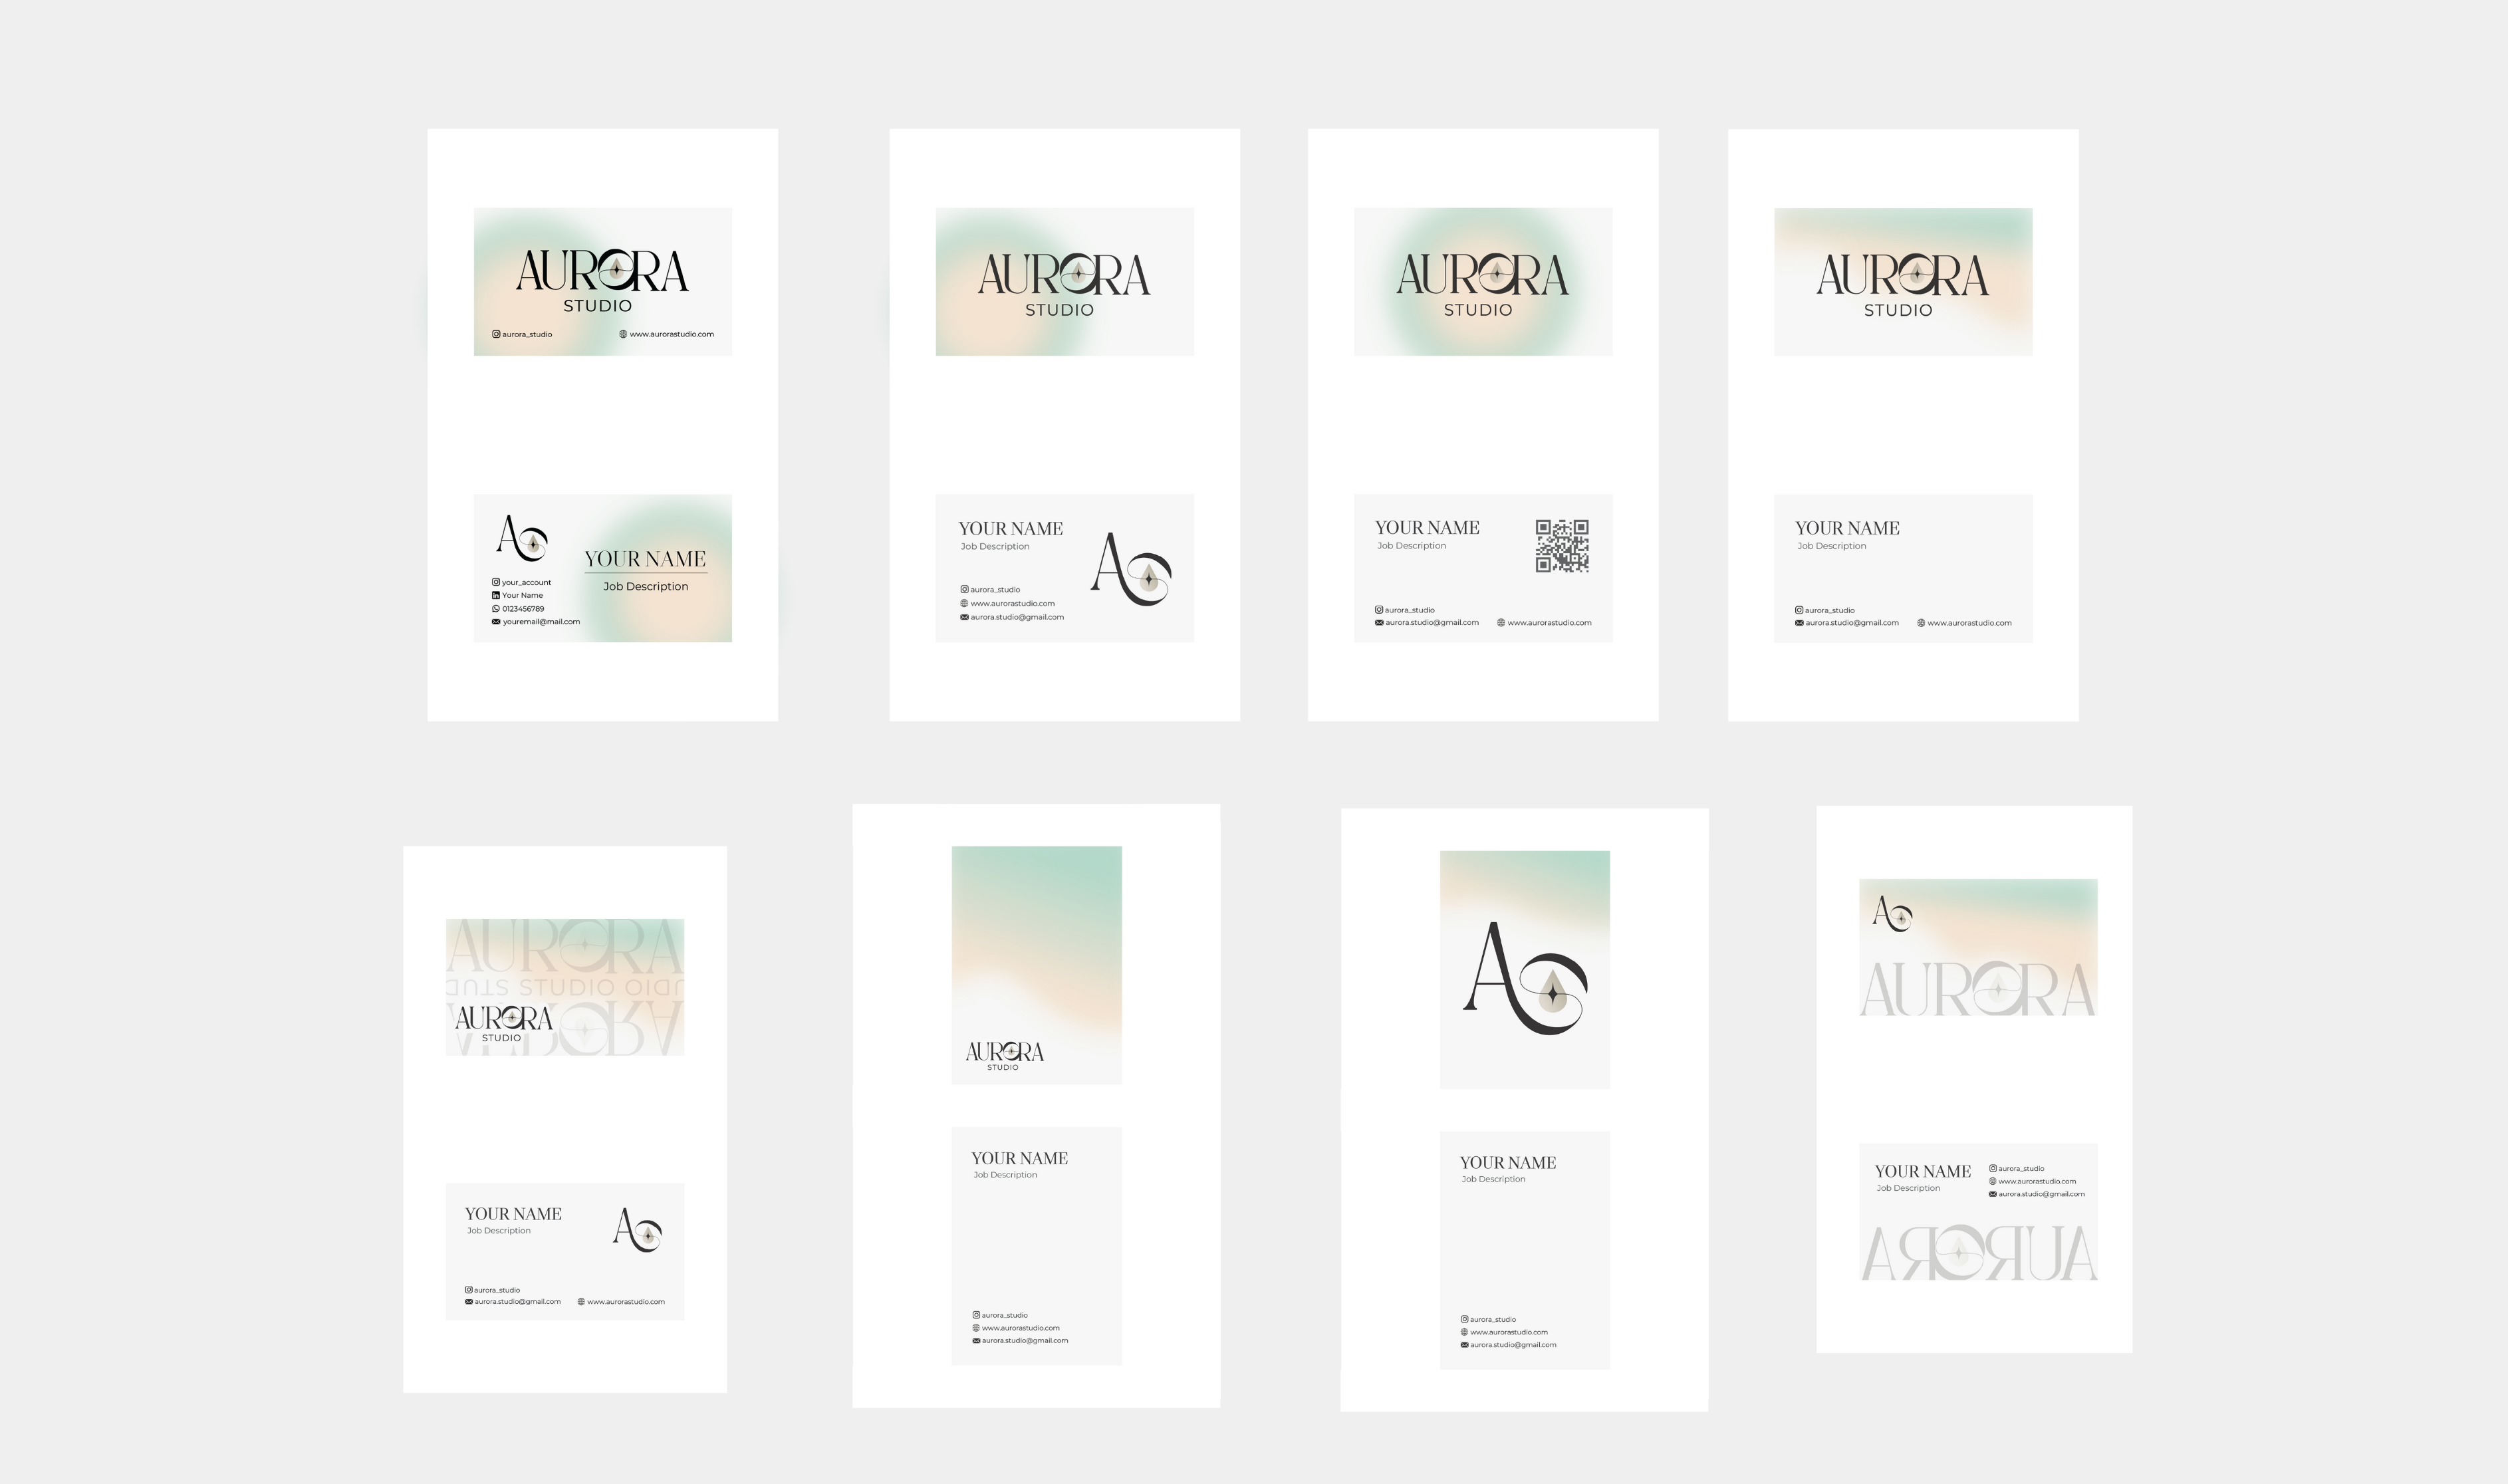 AURORA
STUDIO
aurora_studio
www.aurorastudio.com
YOUR NAME
Job Description
your_account
Your Name
0123456789
youremail@mail.com
AURORA
STUDIO
YOUR NAME
Job Description
aurora_studio
www.aurorastudio.com
aurora.studio@gmail.com
AURORA
STUDIO
YOUR NAME
Job Description
aurora_studio
aurora.studio@gmail.com www.aurorastudio.com
AURORA
STUDIO
YOUR NAME
Job Description
aurora_studio
aurora.studio@gmail.com www.aurorastudio.com
AURORA
UDIO STUDIO STUD
AURORA
AURORA
STUDIO
YOUR NAME
Job Description
A
aurora_studio
aurora.studio@gmail.com www.aurorastudio.com
AURORA
STUDIO
YOUR NAME
Job Description
aurora_studio
www.aurorastudio.com
aurora.studio@gmail.com
A
YOUR NAME
Job Description
aurora_studio
www.aurorastudio.com
aurora.studio@gmail.com
A
AURORA
YOUR NAME
Job Description
aurora_studio
www.aurorastudio.com
aurora.studio@gmail.com
AURORA